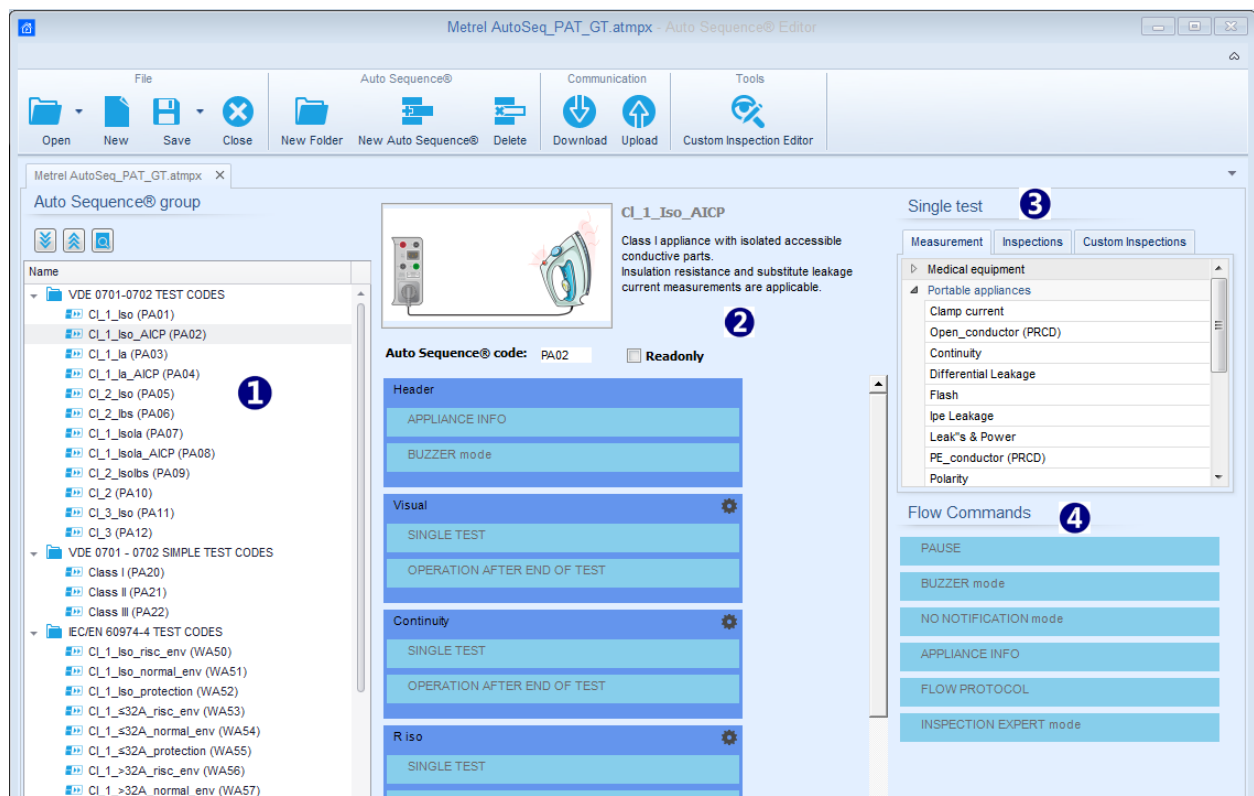 Metrel AutoSeq_PAT_GT.atmpx - Auto Sequence® Editor
File
Auto Sequence®
Communication
Tools
Open
New
Save
Close
New Folder
New Auto Sequence®
Delete
Download
Upload
Custom Inspection Editor
Metrel AutoSeq_PAT_GT.atmpx X
Auto Sequence® group
Name
VDE 0701-0702 TEST CODES
Cl_1_Iso (PA01)
Cl_1_Iso_AICP (PA02)
Cl_1_Ia (PA03)
Cl_1_Ia_AICP (PA04)
Cl_2_Iso (PA05)
Cl_2_Ibs (PA06)
Cl_1_IsoIa (PA07)
Cl_1_IsoIa_AICP (PA08)
Cl_2_IsoIbs (PA09)
Cl_2 (PA10)
Cl_3_Iso (PA11)
Cl_3 (PA12)
VDE 0701 - 0702 SIMPLE TEST CODES
Class I (PA20)
Class II (PA21)
Class III (PA22)
IEC/EN 60974-4 TEST CODES
Cl_1_Iso_risc_env (WA50)
Cl_1_Iso_normal_env (WA51)
Cl_1_Iso_protection (WA52)
Cl_1_≤32A_risc_env (WA53)
Cl_1_≤32A_normal_env (WA54)
Cl_1_≤32A_protection (WA55)
Cl_1_>32A_risc_env (WA56)
Cl_1_>32A_normal_env (WA57)
1
Cl_1_Iso_AICP
Class I appliance with isolated accessible
conductive parts.
Insulation resistance and substitute leakage
current measurements are applicable.
2
Auto Sequence® code: PA02
Readonly
Header
APPLIANCE INFO
BUZZER mode
Visual
SINGLE TEST
OPERATION AFTER END OF TEST
Continuity
SINGLE TEST
OPERATION AFTER END OF TEST
R iso
SINGLE TEST
Single test
3
Measurement
Inspections
Custom Inspections
Medical equipment
Portable appliances
Clamp current
Open_conductor (PRCD)
Continuity
Differential Leakage
Flash
Ipe Leakage
Leak"s & Power
PE_conductor (PRCD)
Polarity
Flow Commands
4
PAUSE
BUZZER mode
NO NOTIFICATION mode
APPLIANCE INFO
FLOW PROTOCOL
INSPECTION EXPERT mode